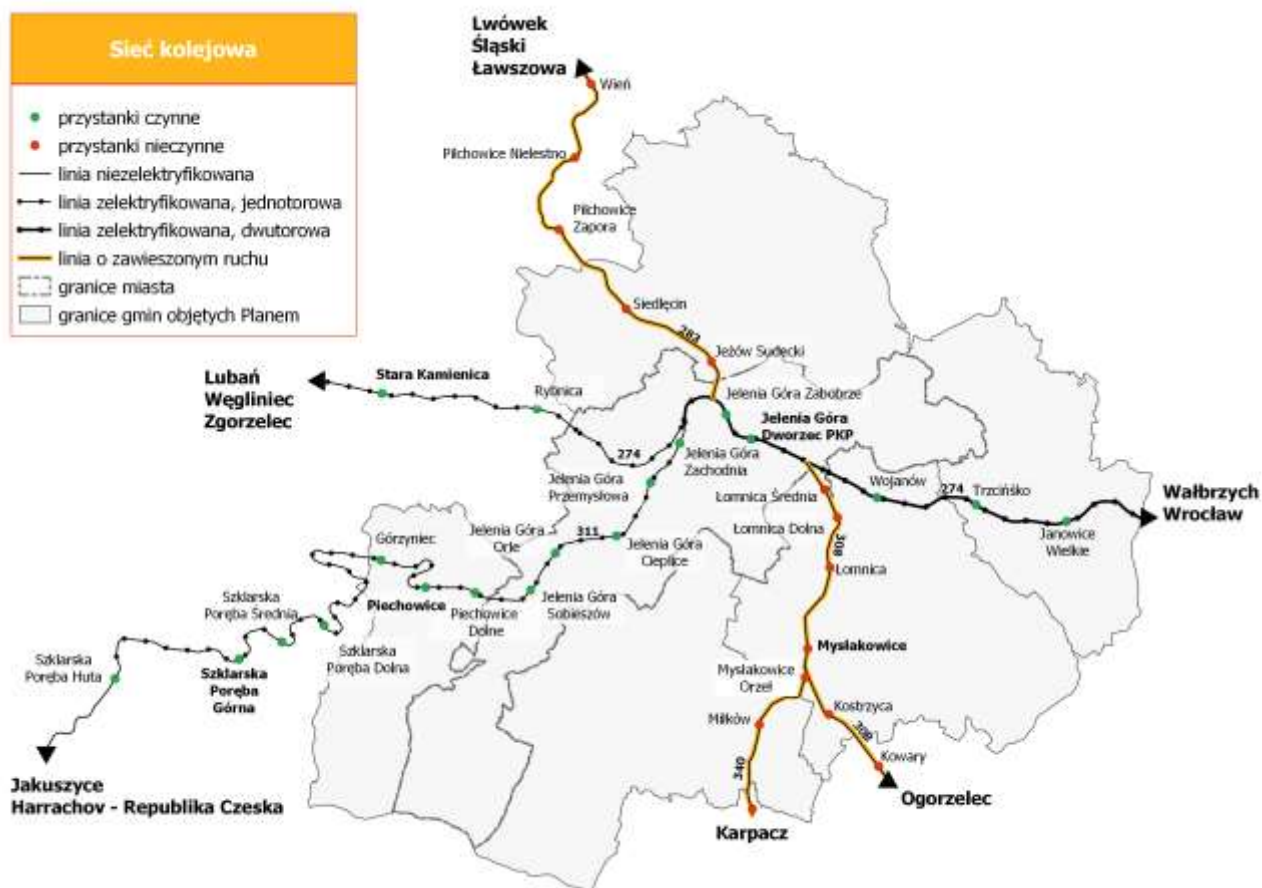 Sieć kolejowa
przystanki czynne
przystanki nieczynne
linia niezelektryfikowana
linia zelektryfikowana, jednotorowa
linia zelektryfikowana, dwutorowa
linia o zawieszonym ruchu
granice miasta
granice gmin objętych Planem
Lwówek
Śląski
Ławszowa
Wień
Pilchowice Nielestno
Pilchowice
Zapora
Siedlęcin
283
Jeżów Sudecki
Lubań
Węgliniec
Zgorzelec
Stara Kamienica
Rybnica
Jelenia Góra Zabobrze
Jelenia Góra
Dworzec PKP
274
Jelenia Góra
Zachodnia
Jelenia Góra
Przemysłowa
Wojanów
274
Trzcińsko
Wałbrzych
Wrocław
Łomnica Średnia
Łomnica Dolna
Janowice
Wielkie
308
Łomnica
Górzyniec
Jelenia Góra
Orle
311
Jelenia Góra
Cieplice
Szklarska
Poręba Średnia
Piechowice
Piechowice
Dolne
Jelenia Góra
Sobieszów
Szklarska
Poręba Huta
Szklarska
Poręba
Górna
Szklarska
Poręba Dolna
Mysłakowice
Mysłakowice
Orzeł
Kostrzyca
Miłków
308
Kowary
340
Jakuszyce
Harrachov - Republika Czeska
Ogorzelec
Karpacz